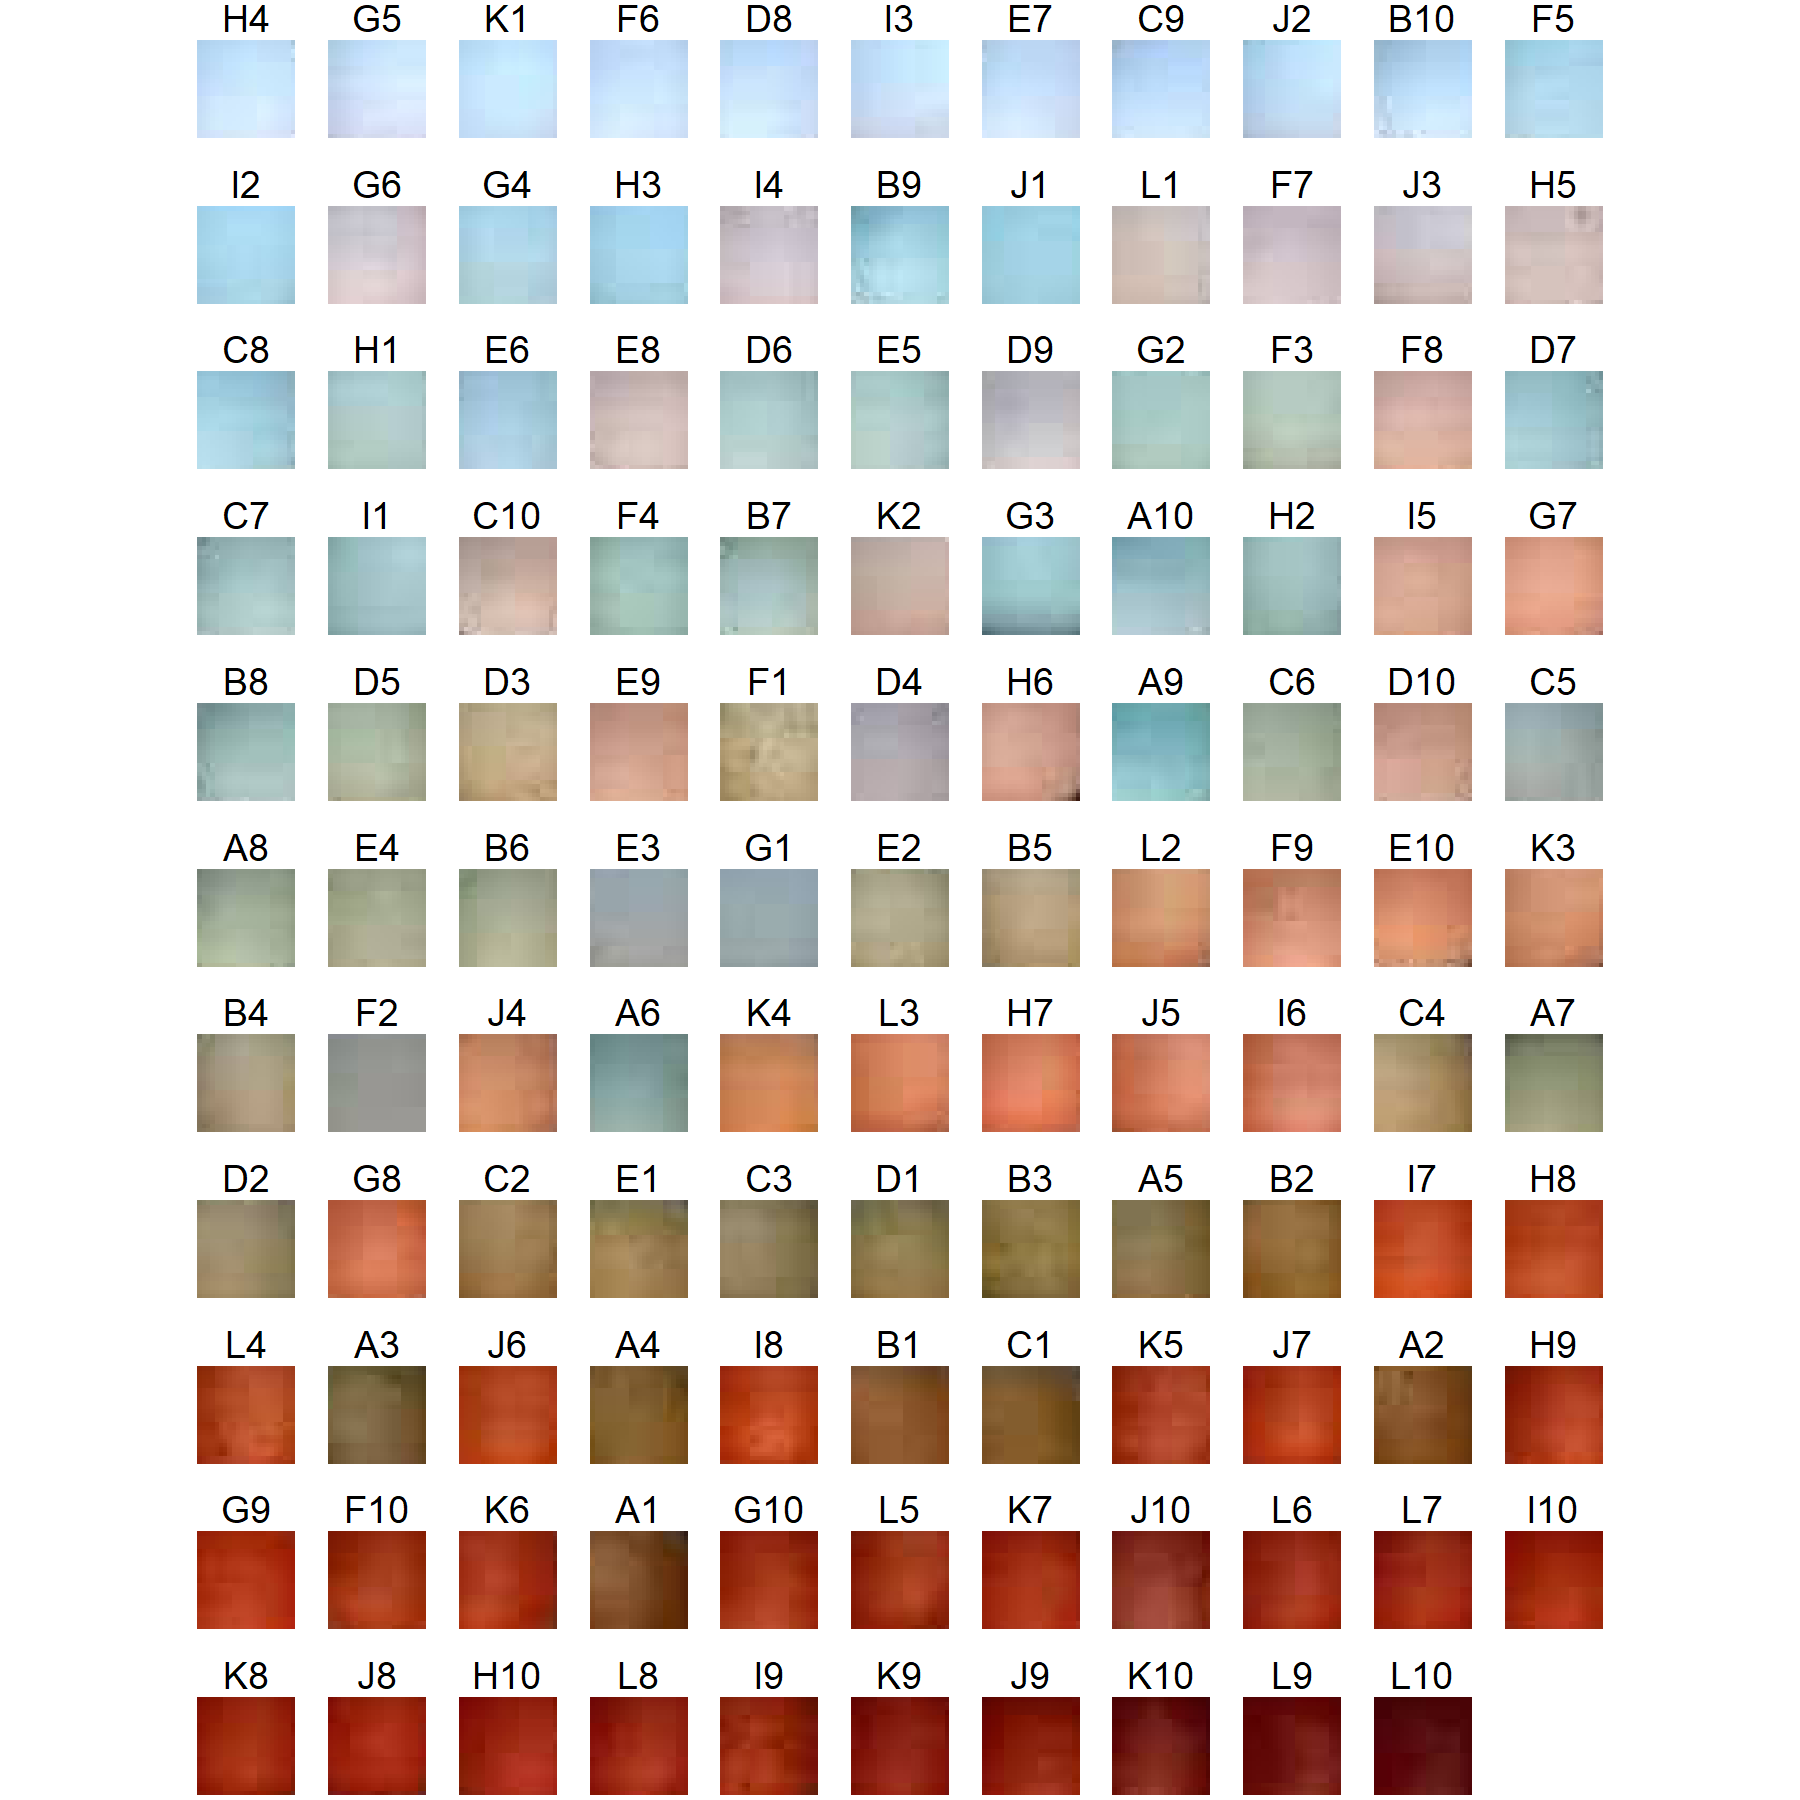 H4 G5 K1 F6 D8 I3 E7 C9 J2 B10 F5
I2 G6 G4 H3 I4 B9 J1 L1 F7 J3 H5
C8 H1 E6 E8 D6 E5 D9 G2 F3 F8 D7
C7 I1 C10 F4 B7 K2 G3 A10 H2 I5 G7
B8 D5 D3 E9 F1 D4 H6 A9 C6 D10 C5
A8 E4 B6 E3 G1 E2 B5 L2 F9 E10 K3
B4 F2 J4 A6 K4 L3 H7 J5 I6 C4 A7
D2 G8 C2 E1 C3 D1 B3 A5 B2 I7 H8
L4 A3 J6 A4 I8 B1 C1 K5 J7 A2 H9
G9 F10 K6 A1 G10 L5 K7 J10 L6 L7 I10
K8 J8 H10 L8 I9 K9 J9 K10 L9 L10